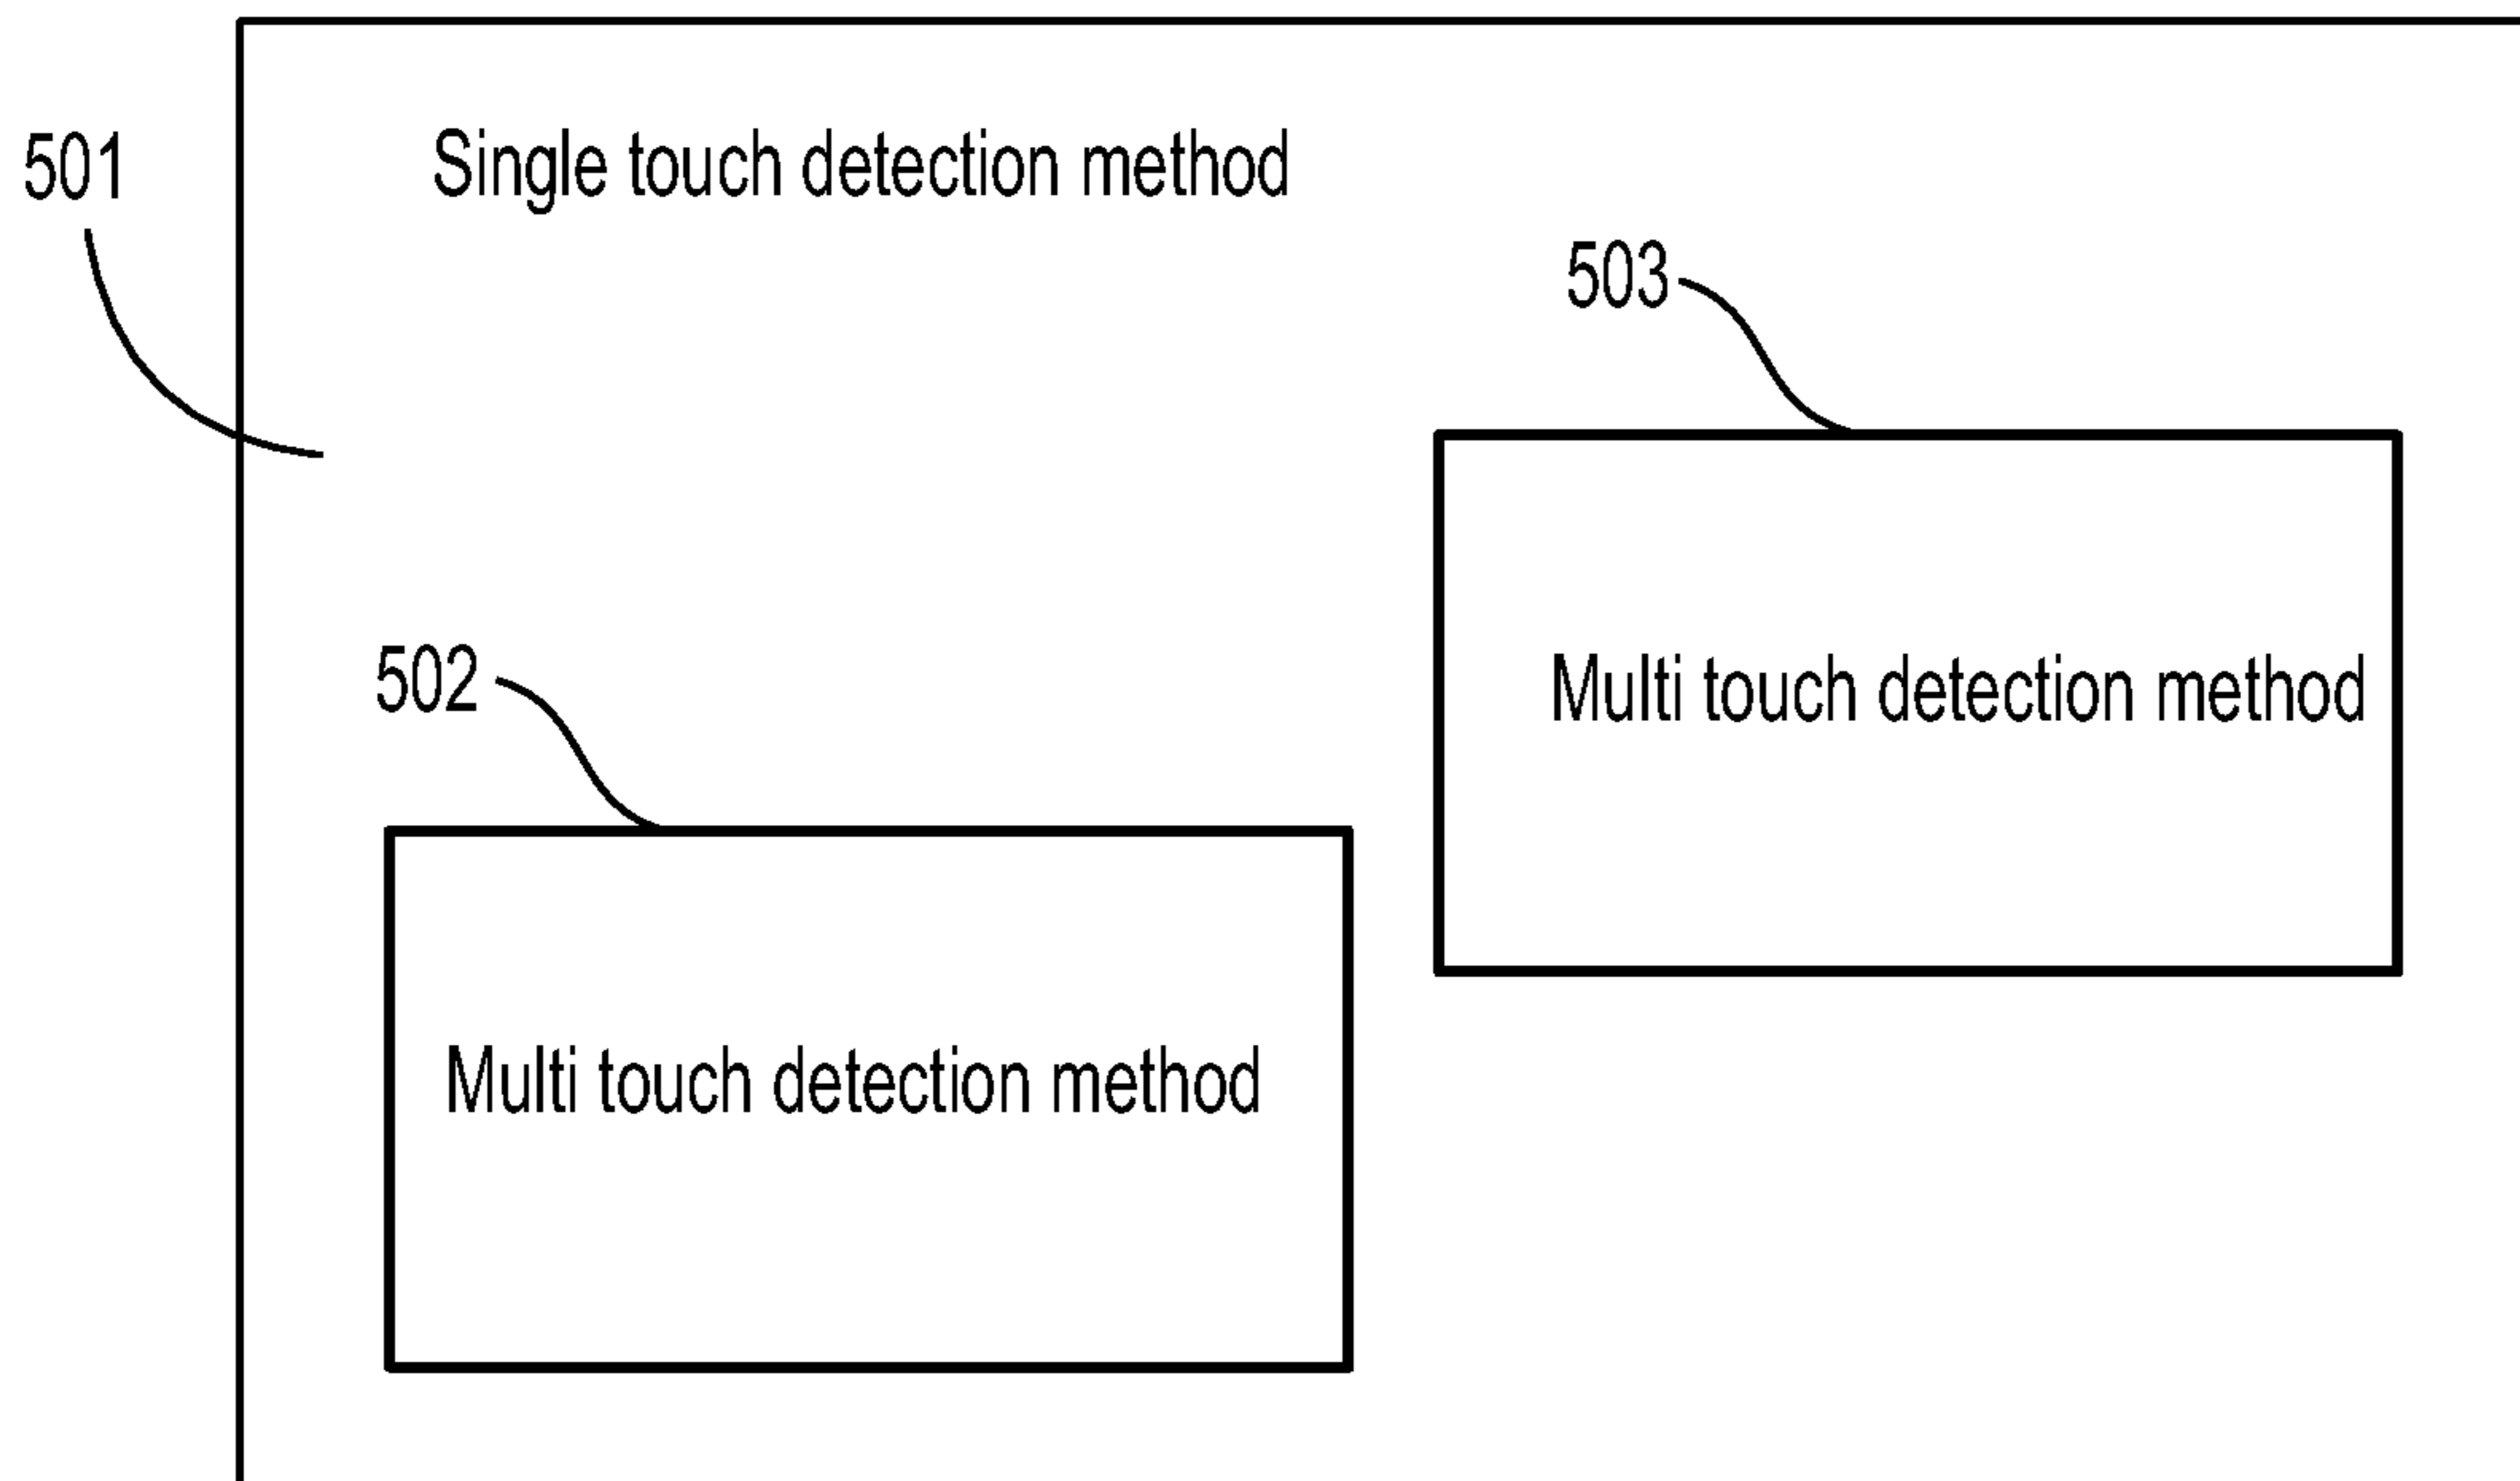 501
Single touch detection method
503
Multi touch detection method
502
Multi touch detection method